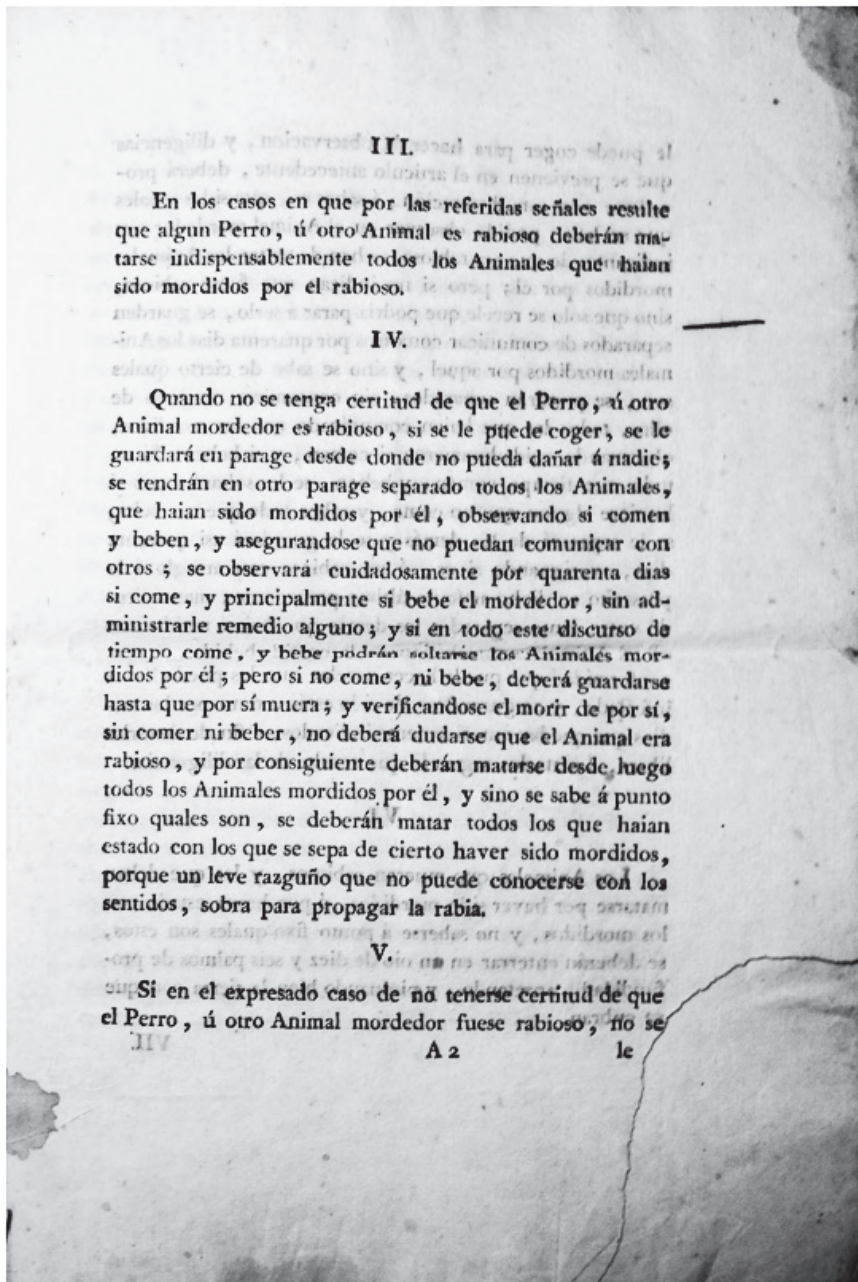 III.
En los casos en que por las referidas señales resulte
que algun Perro, ú otro Animal es rabioso deberán ma-
tarse indispensablemente todos los Animales que haian
sido mordidos por el rabioso.
IV.
Quando no se tenga certitud de que el Perro, ú otro
Animal mordedor es rabioso, si se le puede coger, se le
guardará en parage desde donde no pueda dañar á nadie;
se tendrán en otro parage separado todos los Animales,
que haian sido mordidos por él, observando si comen
y beben, y asegurandose que no puedan comunicar con
otros; se observará cuidadosamente por quarenta dias
si come, y principalmente si bebe el mordedor, sin ad-
ministrarle remedio alguno; y si en todo este discurso de
tiempo come, y bebe podrán soltarse los Animales mor-
didos por él; pero si no come, ni bebe, deberá guardarse
hasta que por sí muera; y verificandose el morir de por sí,
sin comer ni beber, no deberá dudarse que el Animal era
rabioso, y por consiguiente deberán matarse desde luego
todos los Animales mordidos por él, y sino se sabe á punto
fixo quales son, se deberán matar todos los que haian
estado con los que se sepa de cierto haver sido mordidos,
porque un leve razguño que no puede conocerse con los
sentidos, sobra para propagar la rabia.
V.
Si en el expresado caso de no tenerse certitud de que
el Perro, ú otro Animal mordedor fuese rabioso, no se
A 2 le